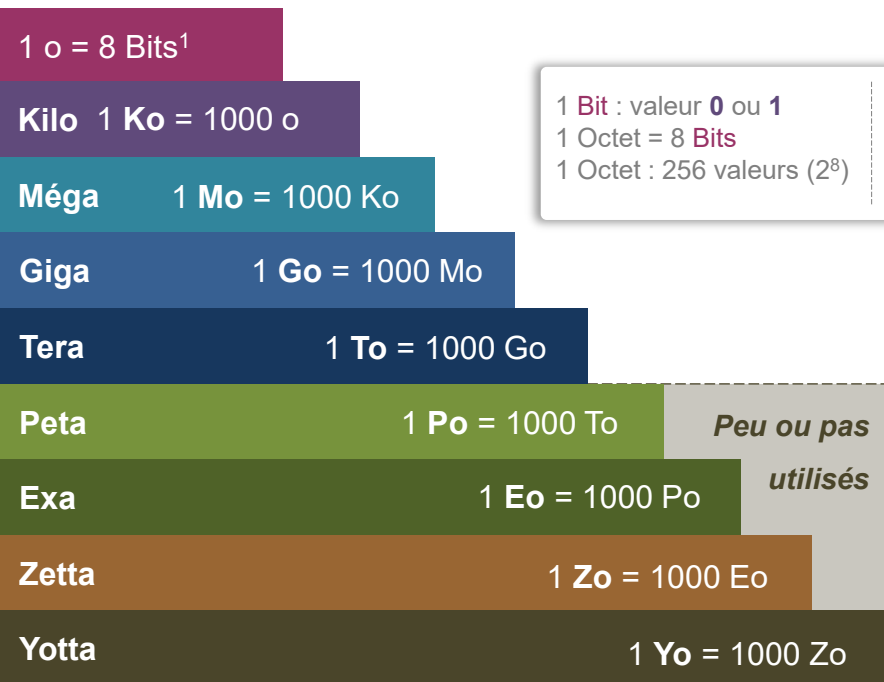 1 o = 8 Bits¹
Kilo 1 Ko = 1000 o
1 Bit : valeur 0 ou 1
1 Octet = 8 Bits
1 Octet : 256 valeurs (2⁸)
Méga 1 Mo = 1000 Ko
Giga 1 Go = 1000 Mo
Tera 1 To = 1000 Go
Peta 1 Po = 1000 To
Peu ou pas
utilisés
Exa 1 Eo = 1000 Po
Zetta 1 Zo = 1000 Eo
Yotta 1 Yo = 1000 Zo